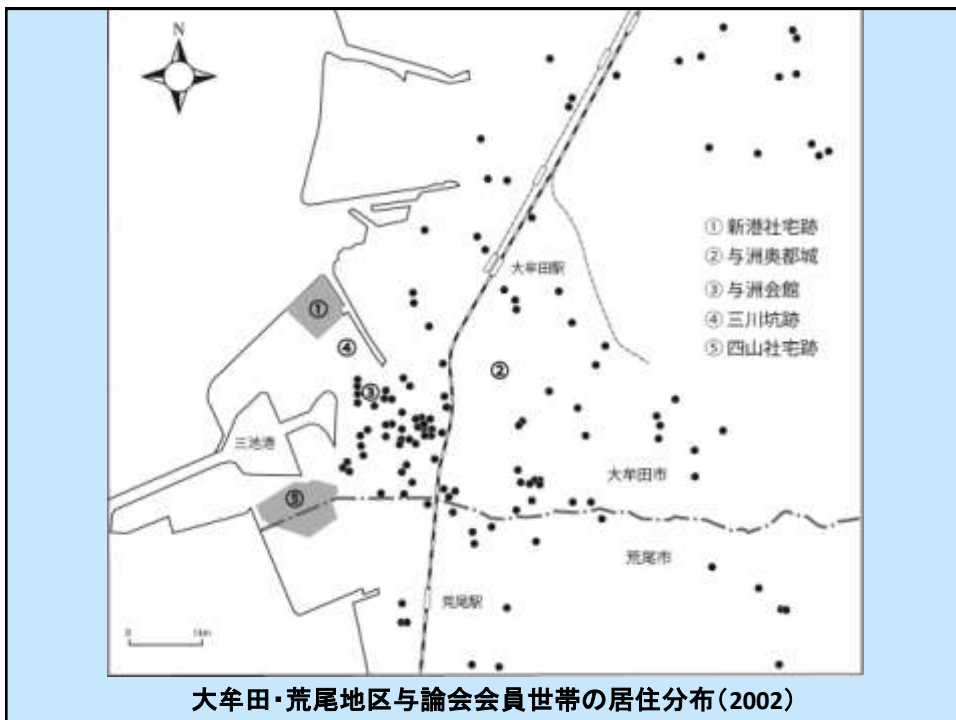 N
大牟田駅
① 新港社宅跡
② 与洲奥都城
③ 与洲会館
④ 三川坑跡
⑤ 四山社宅跡
①
④
②
③
三池港
⑤
大牟田市
荒尾市
荒尾駅
0 1km
大牟田・荒尾地区与論会会員世帯の居住分布(2002)